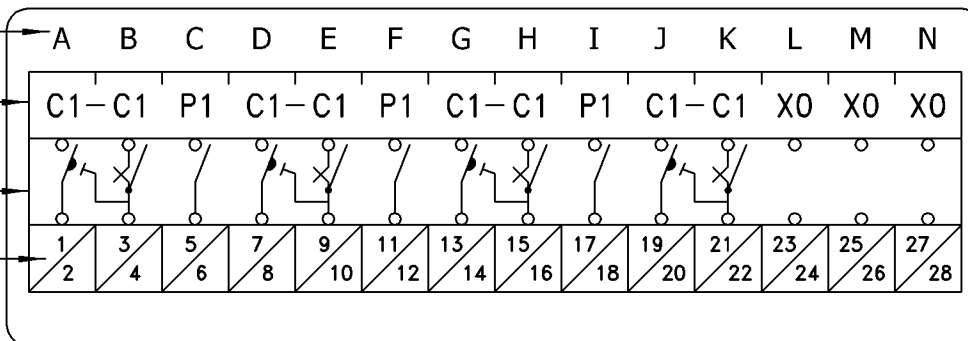 A B C D E F G H I J K L M N
C1-C1 P1 C1-C1 P1 C1-C1 P1 C1-C1 X0 X0 X0
1 3 5 7 9 11 13 15 17 19 21 23 25 27
2 4 6 8 10 12 14 16 18 20 22 24 26 28